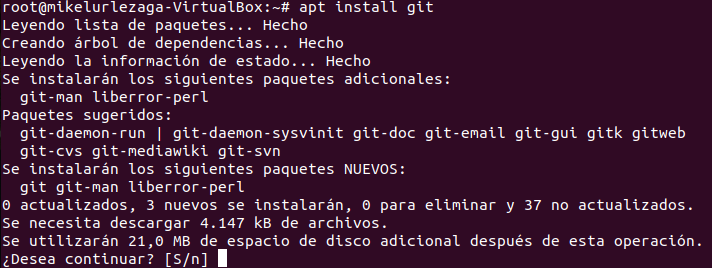 root@mikelurlezaga-VirtualBox:~# apt install git
Leyendo lista de paquetes... Hecho
Creando árbol de dependencias... Hecho
Leyendo la información de estado... Hecho
Se instalarán los siguientes paquetes adicionales:
  git-man liberror-perl
Paquetes sugeridos:
  git-daemon-run | git-daemon-sysvinit git-doc git-email git-gui gitk gitweb
  git-cvs git-mediawiki git-svn
Se instalarán los siguientes paquetes NUEVOS:
  git git-man liberror-perl
0 actualizados, 3 nuevos se instalarán, 0 para eliminar y 37 no actualizados.
Se necesita descargar 4.147 kB de archivos.
Se utilizarán 21,0 MB de espacio de disco adicional después de esta operación.
¿Desea continuar? [S/n]